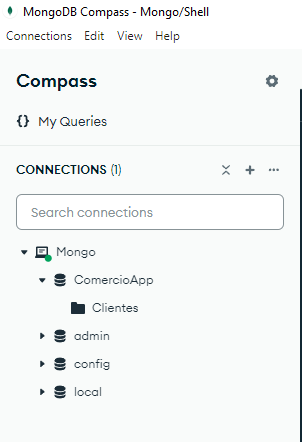 MongoDB Compass - Mongo/Shell
Connections Edit View Help
Compass
{} My Queries
CONNECTIONS (1)
Search connections
Mongo
ComercioApp
Clientes
admin
config
local